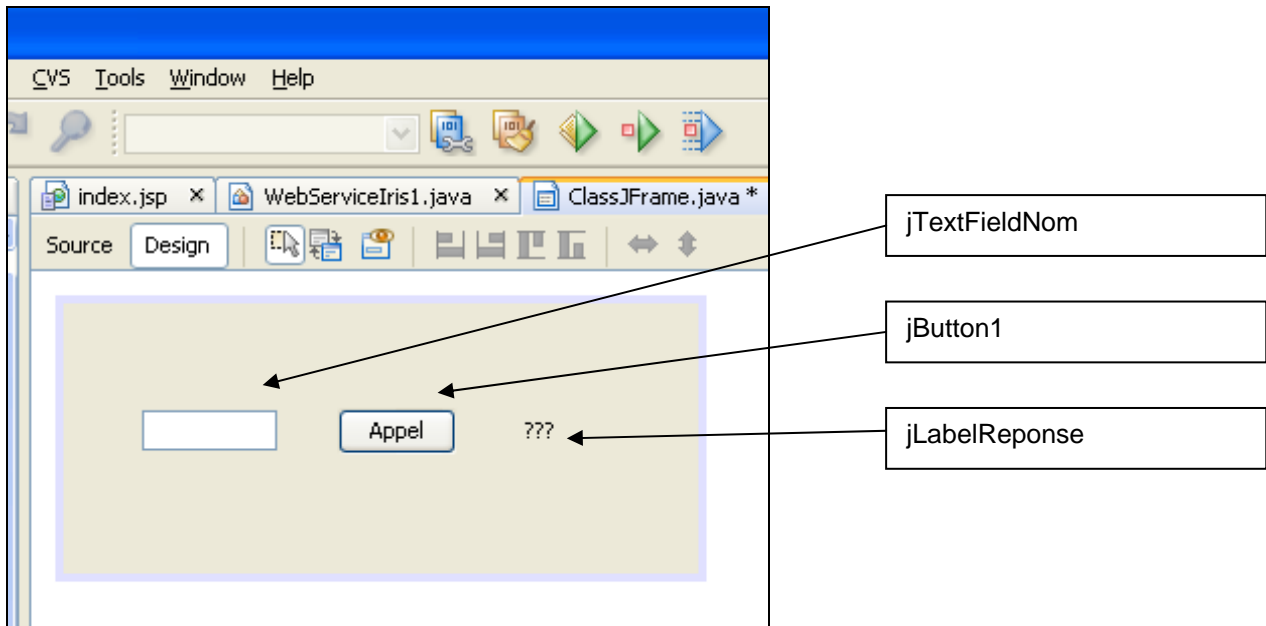 CVS Tools Window Help
index.jsp WebServiceIris1.java ClassJFrame.java *
Source Design
jTextFieldNom
jButton1
Appel ???
jLabelReponse